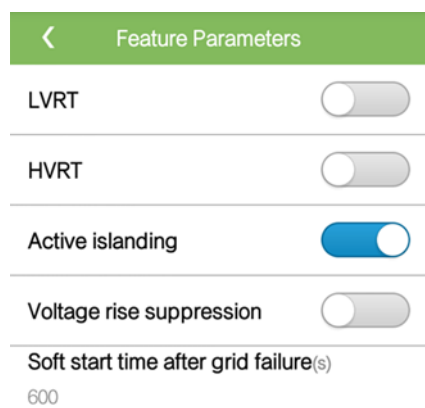 Feature Parameters
LVRT
HVRT
Active islanding
Voltage rise suppression
Soft start time after grid failure(s)
600